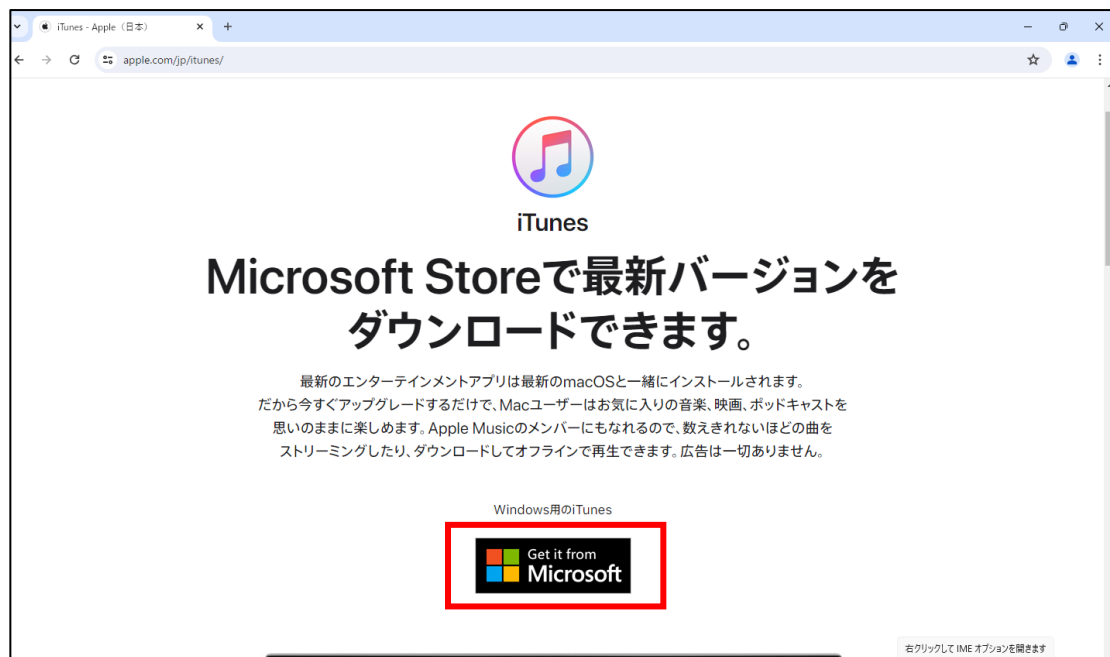 iTunes - Apple（日本）
apple.com/jp/itunes/
iTunes
Microsoft Storeで最新バージョンを
ダウンロードできます。
最新のエンターテインメントアプリは最新のmacOSと一緒にインストールされます。
だから今すぐアップグレードするだけで、Macユーザーはお気に入りの音楽、映画、ポッドキャストを
思いのままに楽しめます。Apple Musicのメンバーにもなれるので、数えきれないほどの曲を
ストリーミングしたり、ダウンロードしてオフラインで再生できます。広告は一切ありません。
Windows用のiTunes
Get it from
Microsoft
右クリックして IME オプションを開きます